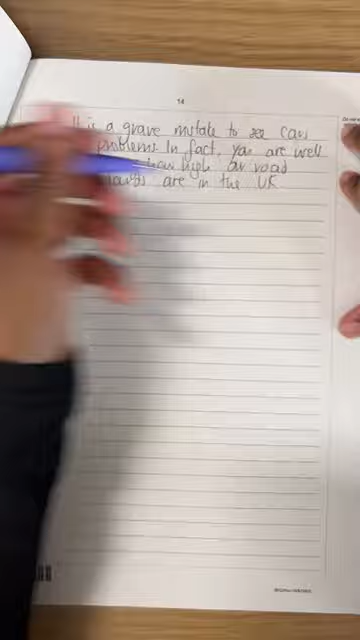 14
It is a grave mistake to see cars
problems In fact, you are well
how high our road
are in the UK